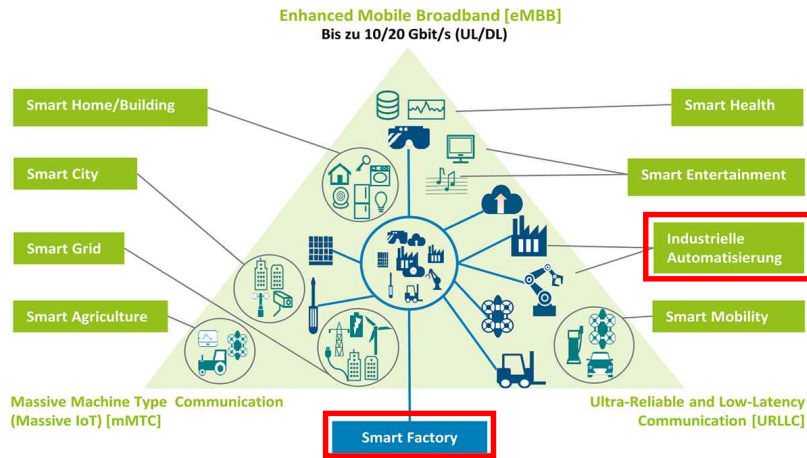 Enhanced Mobile Broadband [eMBB]
Bis zu 10/20 Gbit/s (UL/DL)
Smart Home/Building
Smart Health
Smart City
Smart Entertainment
Smart Grid
Industrielle
Automatisierung
Smart Agriculture
Smart Mobility
Massive Machine Type Communication
(Massive IoT) [mMTC]
Ultra-Reliable and Low-Latency
Communication [URLLC]
Smart Factory